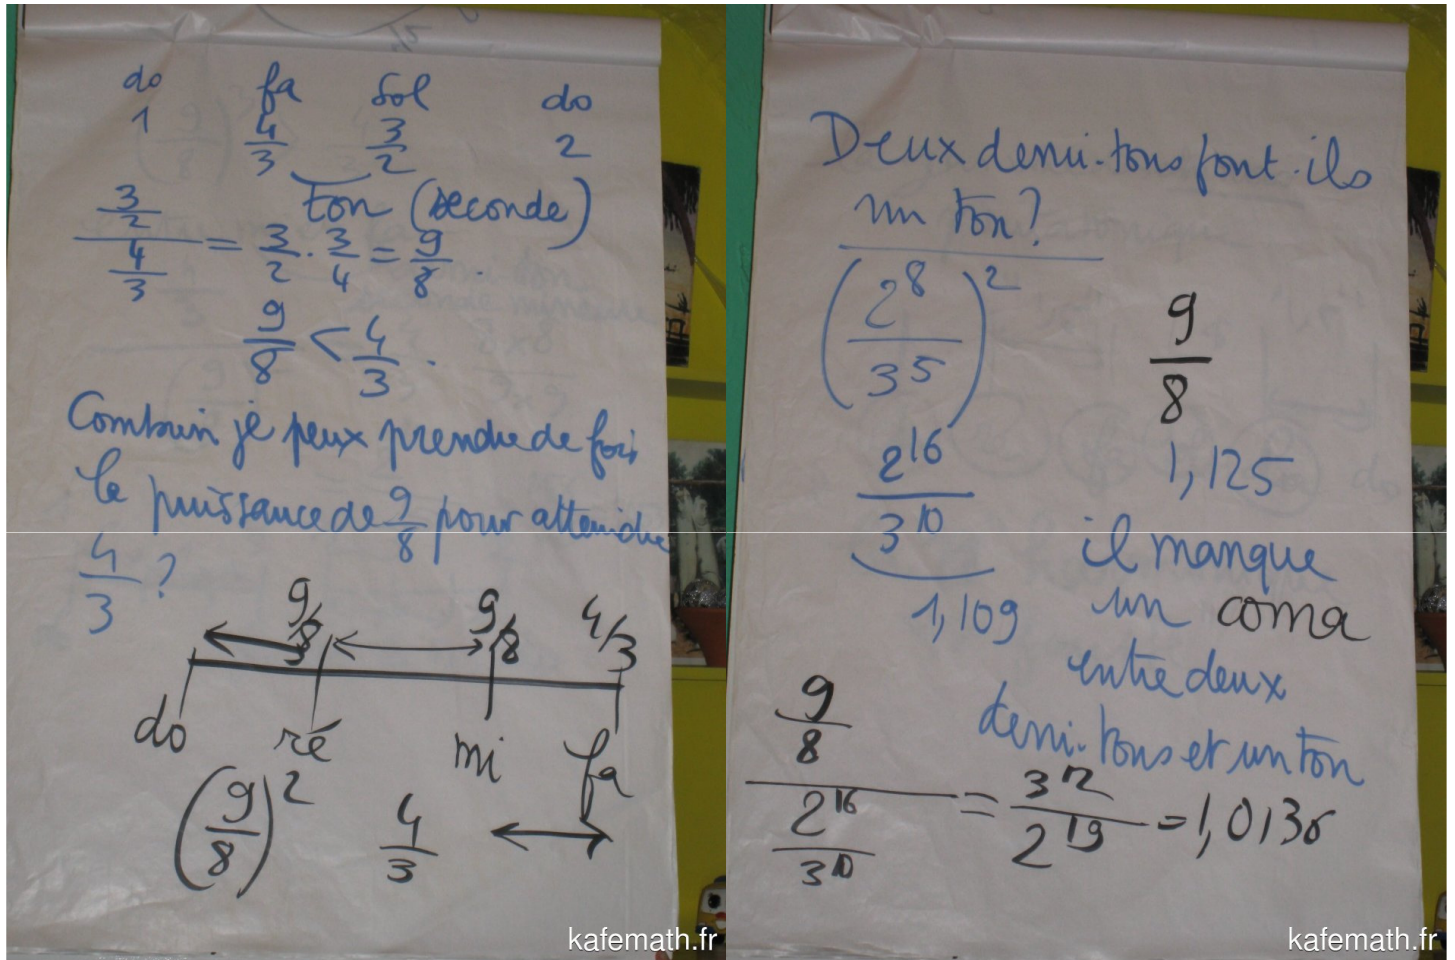 do fa sol do
1 4/3 3/2 2
ton (seconde)
(3/2)/(4/3) = 3/2 . 3/4 = 9/8 .
9/8 < 4/3 .
Combien je peux prendre de fois
la puissance de 9/8 pour atteindre
4/3 ?
9/8 9/8 4/3
do ré mi fa
(9/8)² 4/3
kafemath.fr
Deux demi-tons font-ils
un ton?
(2⁸/3⁵)² 9/8
2¹⁶/3¹⁰ 1,125
1,109
il manque
un coma
entre deux
demi-tons et un ton
(9/8)/(2¹⁶/3¹⁰) = 3¹²/2¹⁹ = 1,0136
kafemath.fr